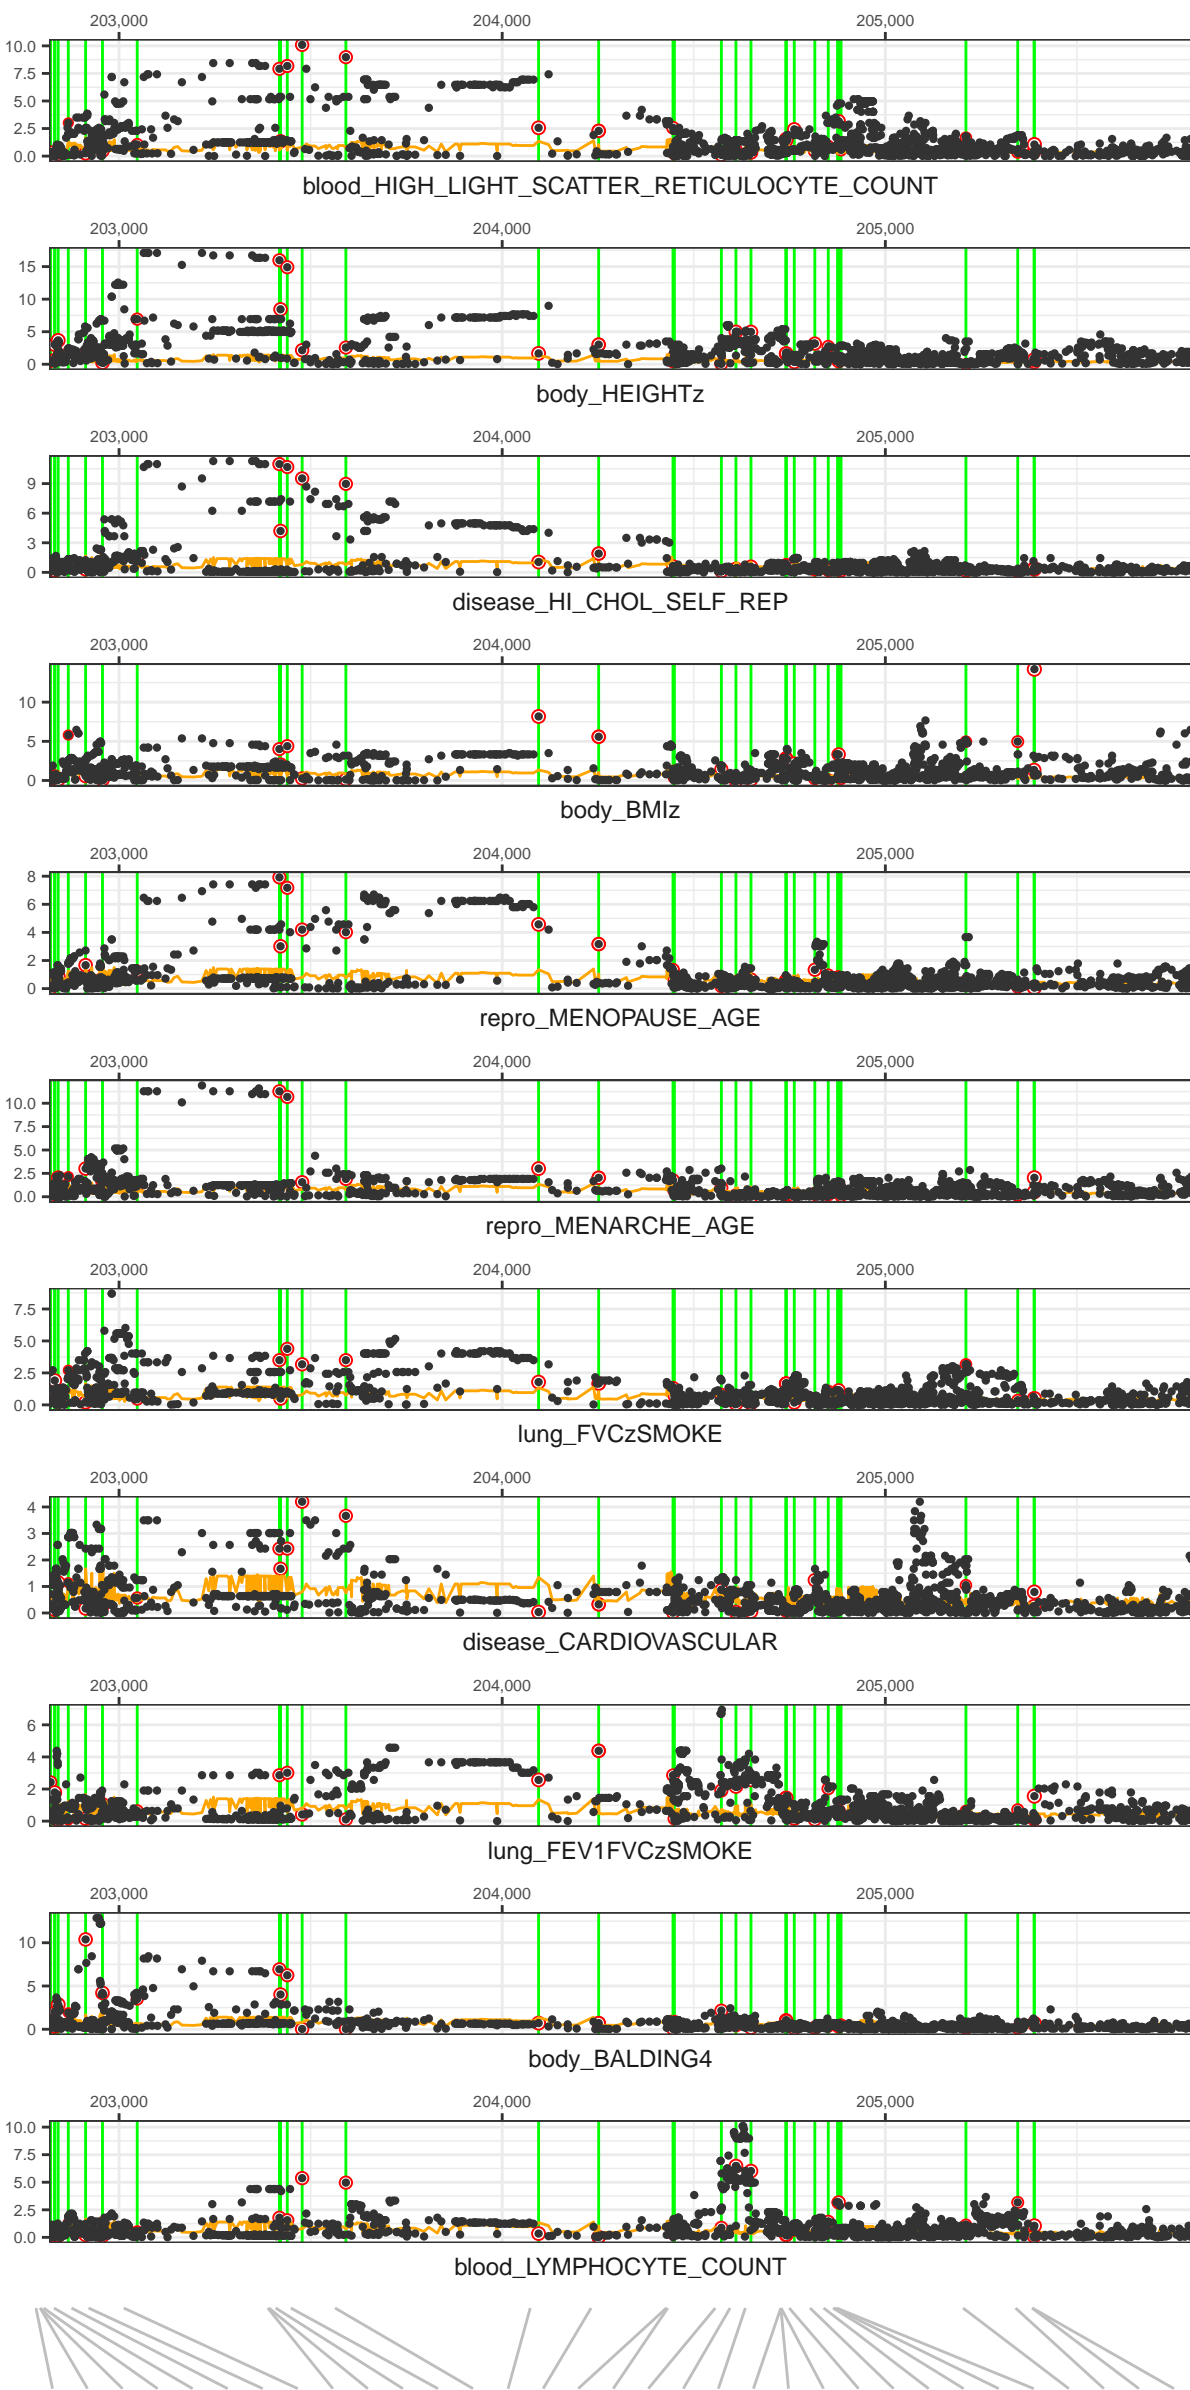 203,000 204,000 205,000
10.0
7.5
5.0
2.5
0.0
blood_HIGH_LIGHT_SCATTER_RETICULOCYTE_COUNT
203,000 204,000 205,000
15
10
5
0
body_HEIGHTz
203,000 204,000 205,000
9
6
3
0
disease_HI_CHOL_SELF_REP
203,000 204,000 205,000
10
5
0
body_BMIz
203,000 204,000 205,000
8
6
4
2
0
repro_MENOPAUSE_AGE
203,000 204,000 205,000
10.0
7.5
5.0
2.5
0.0
repro_MENARCHE_AGE
203,000 204,000 205,000
7.5
5.0
2.5
0.0
lung_FVCzSMOKE
203,000 204,000 205,000
4
3
2
1
0
disease_CARDIOVASCULAR
203,000 204,000 205,000
6
4
2
0
lung_FEV1FVCzSMOKE
203,000 204,000 205,000
10
5
0
body_BALDING4
203,000 204,000 205,000
10.0
7.5
5.0
2.5
0.0
blood_LYMPHOCYTE_COUNT